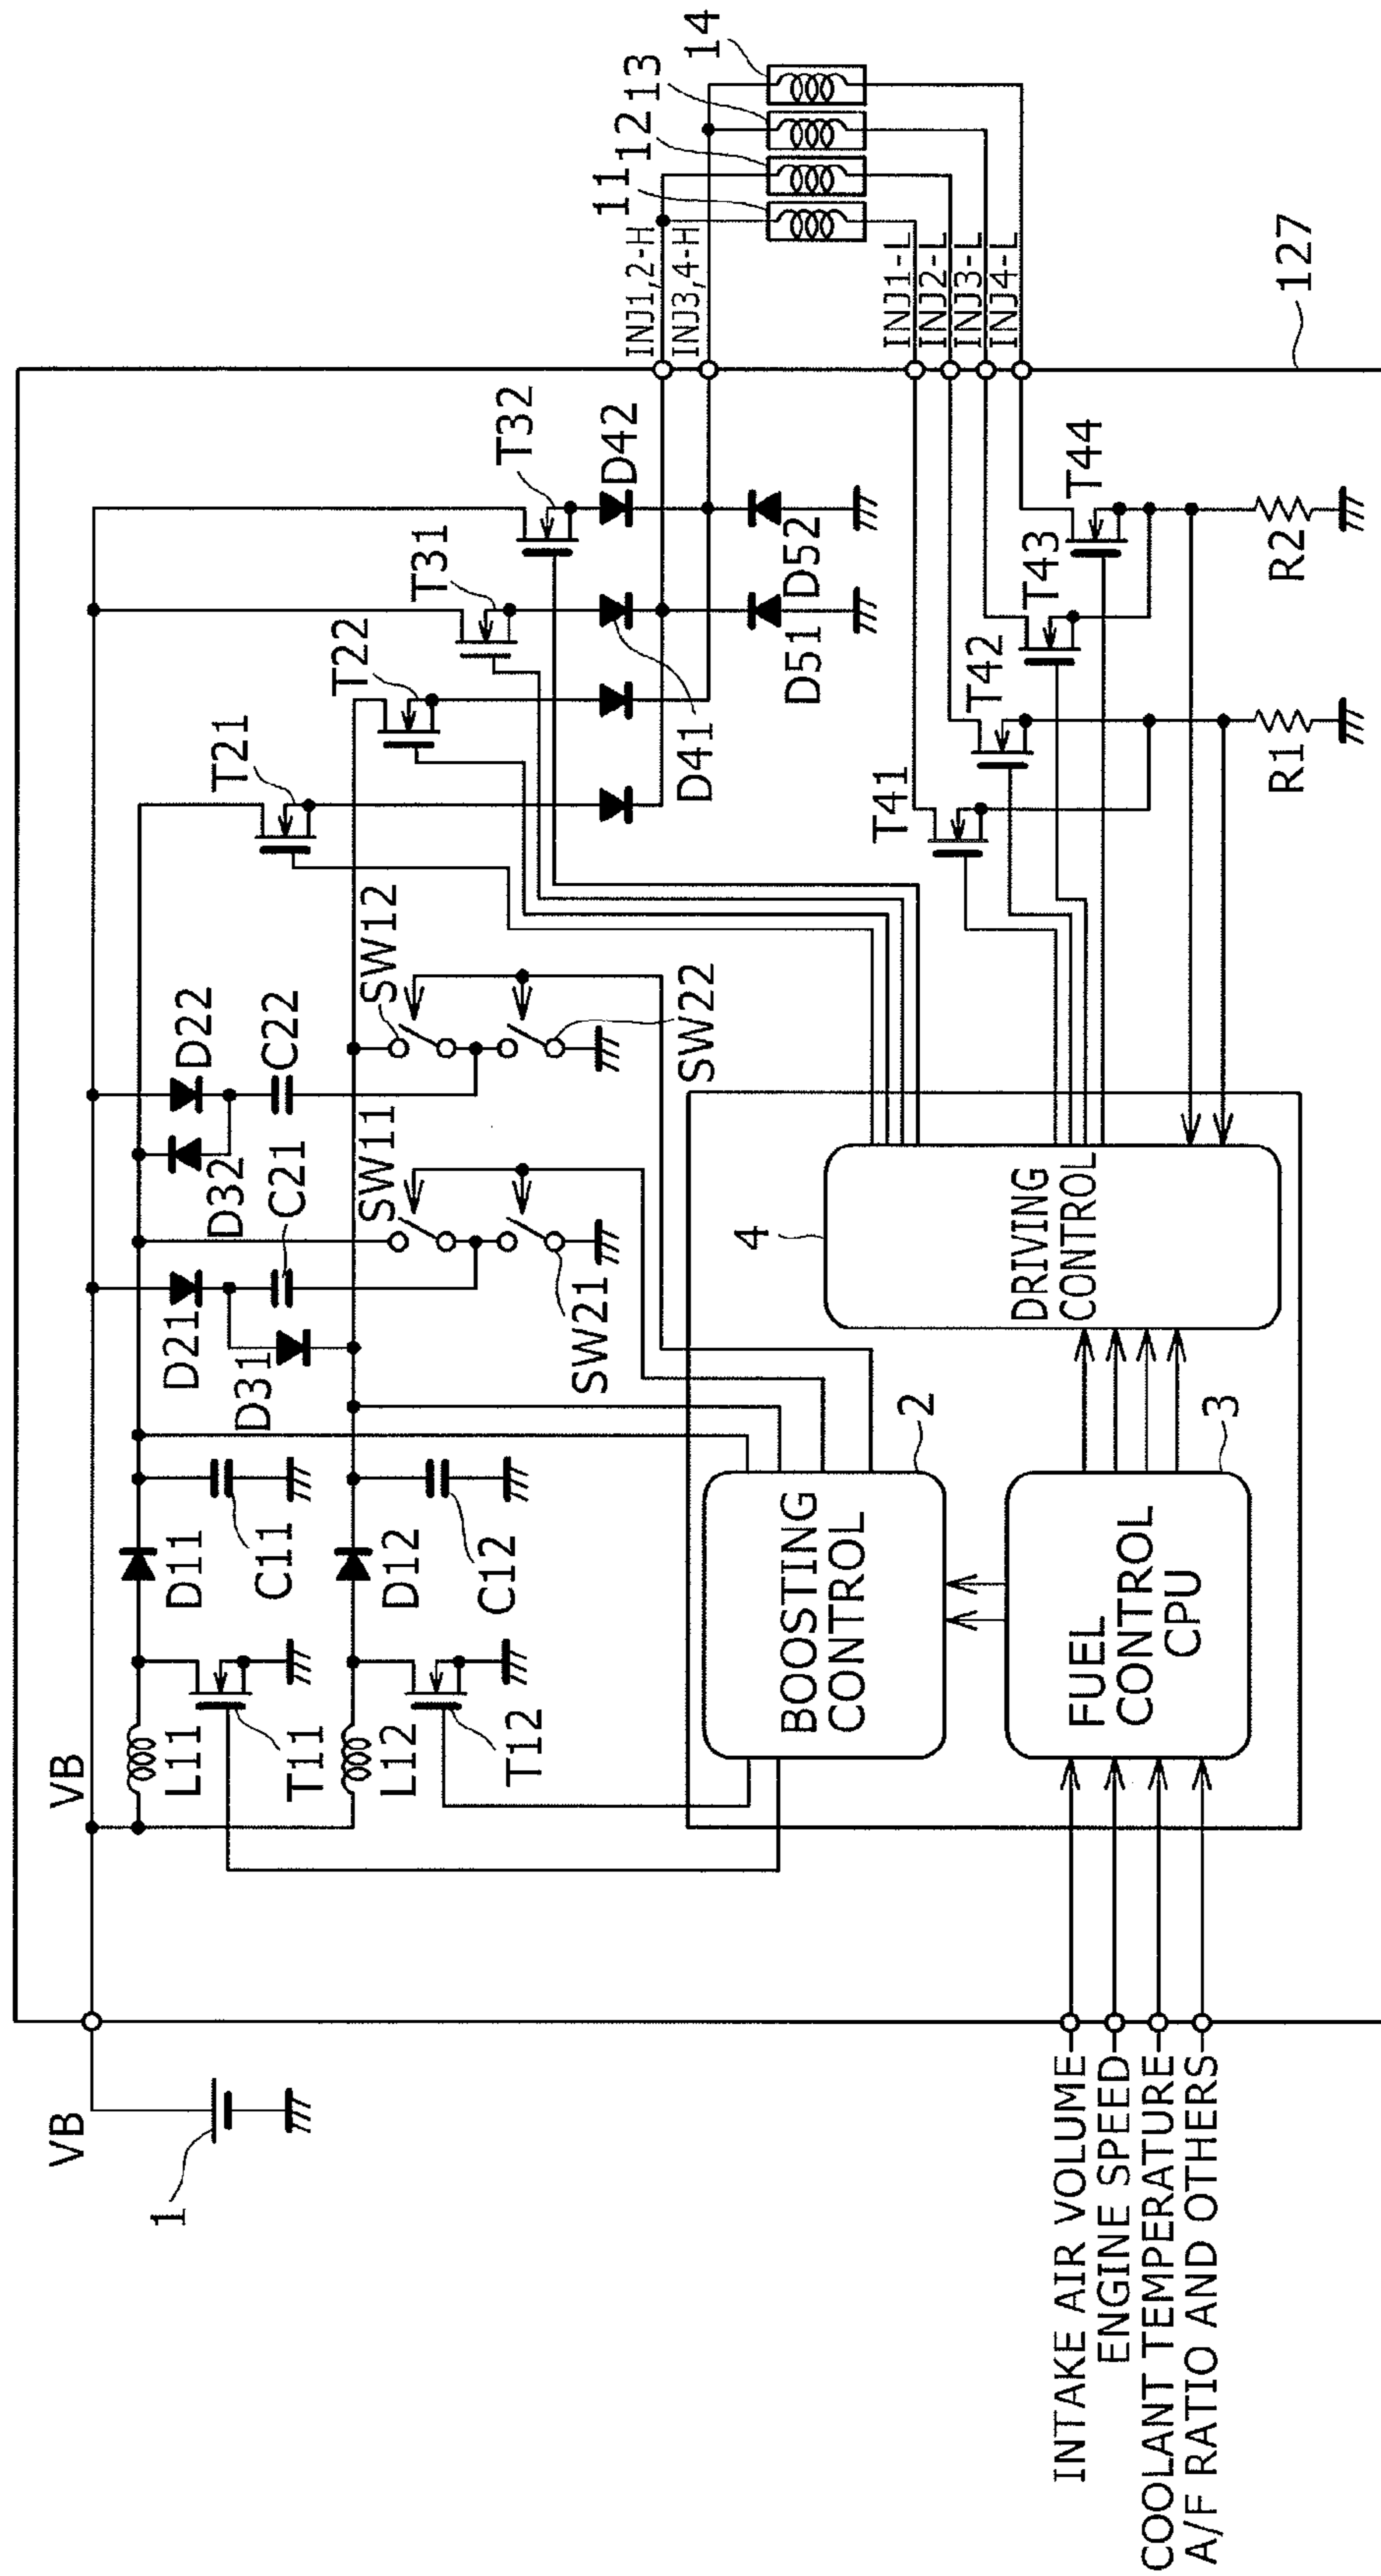 VB
1
VB
L11
T11
L12
T12
D11
C11
D12
C12
D21
D31
D32
C21
D22
C22
SW11
SW21
SW12
SW22
T21
T22
T31
T32
D41
D42
D51
D52
INJ1,2-H
INJ3,4-H
11
12
13
14
INJ1-L
INJ2-L
INJ3-L
INJ4-L
T41
T42
T43
T44
R1
R2
127
BOOSTING
CONTROL
2
FUEL
CONTROL
CPU
3
DRIVING
CONTROL
4
INTAKE AIR VOLUME
ENGINE SPEED
COOLANT TEMPERATURE
A/F RATIO AND OTHERS